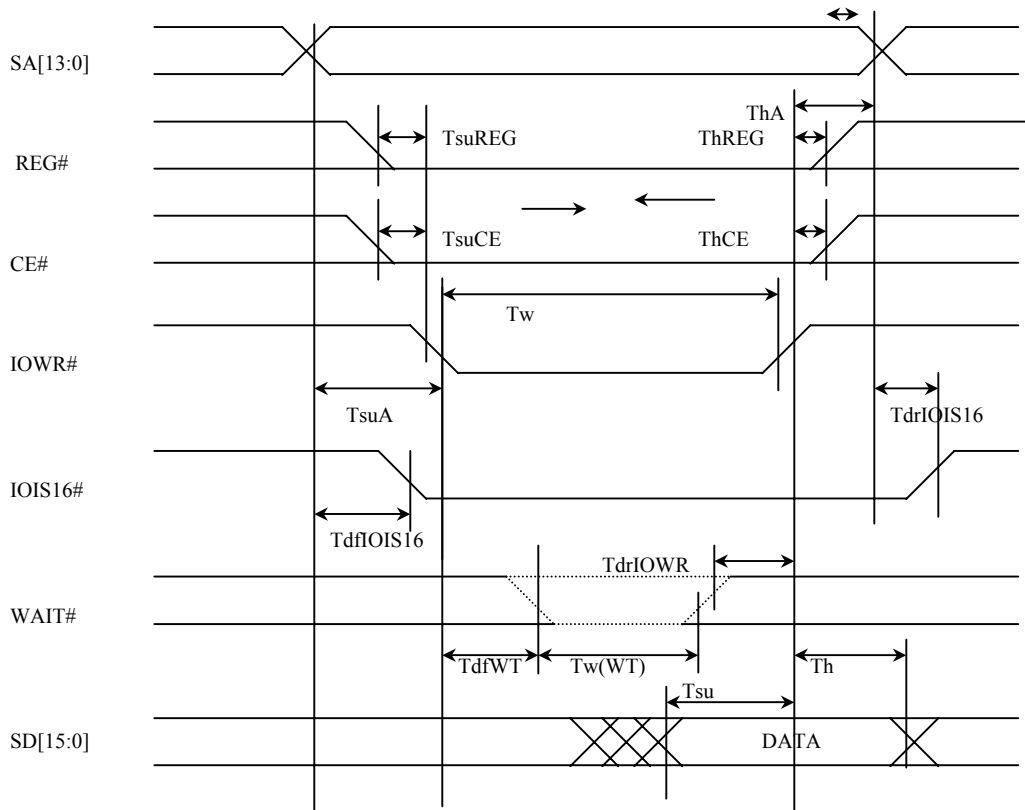 SA[13:0]
ThA
TsuREG
ThREG
REG#
TsuCE
ThCE
CE#
Tw
IOWR#
TsuA
TdrIOIS16
IOIS16#
TdfIOIS16
TdrIOWR
WAIT#
TdfWT
Tw(WT)
Th
Tsu
SD[15:0]
DATA